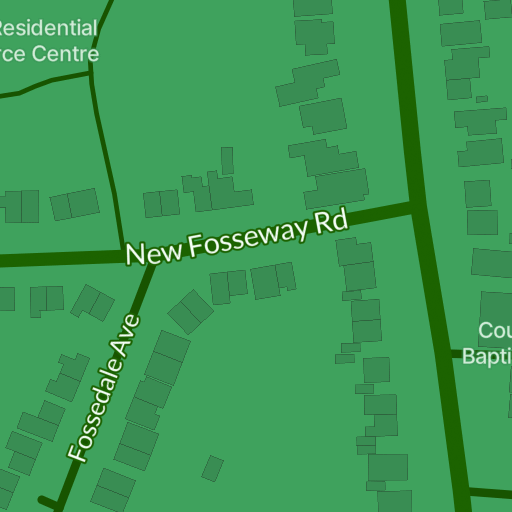 Residential
rce Centre
New Fosseway Rd
Cou
Bapti
Fossedale Ave